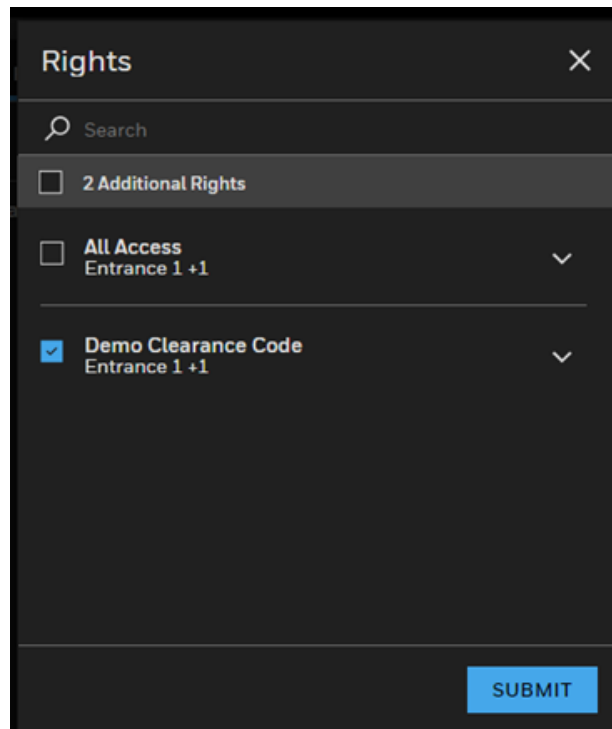 Rights
Search
2 Additional Rights
All Access
Entrance 1 +1
Demo Clearance Code
Entrance 1 +1
SUBMIT